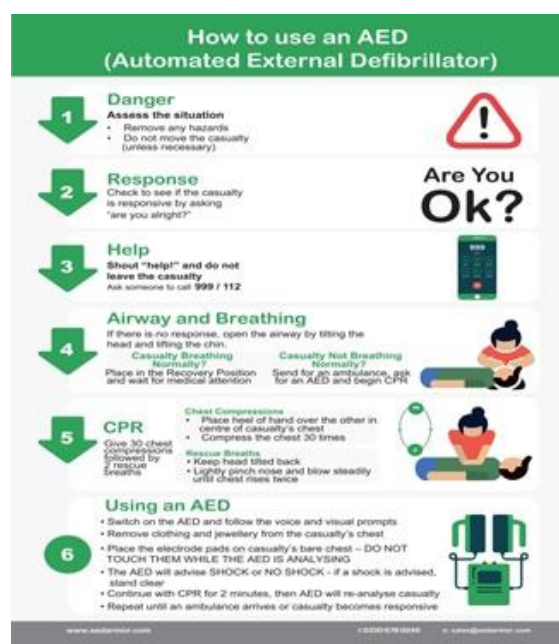 How to use an AED
(Automated External Defibrillator)
1
Danger
Assess the situation
• Remove any hazards
• Do not move the casualty
(unless necessary)
2
Response
Check to see if the casualty
is responsive by asking
"are you alright?"
Are You
Ok?
3
Help
Shout "help!" and do not
leave the casualty
Ask someone to call 999 / 112
999
4
Airway and Breathing
If there is no response, open the airway by tilting the
head and lifting the chin.
Casualty Breathing
Normally?
Place in the Recovery Position
and wait for medical attention
Casualty Not Breathing
Normally?
Send for an ambulance, ask
for an AED and begin CPR
5
CPR
Give 30 chest
compressions
followed by
2 rescue
breaths
Chest Compressions
• Place heel of hand over the other in
centre of casualty's chest
• Compress the chest 30 times
Rescue Breaths
• Keep head tilted back
• Lightly pinch nose and blow steadily
until chest rises twice
6
Using an AED
• Switch on the AED and follow the voice and visual prompts
• Remove clothing and jewellery from the casualty's chest
• Place the electrode pads on casualty's bare chest – DO NOT
TOUCH THEM WHILE THE AED IS ANALYSING
• The AED will advise SHOCK or NO SHOCK - if a shock is advised,
stand clear
• Continue with CPR for 2 minutes, then AED will re-analyse casualty
• Repeat until an ambulance arrives or casualty becomes responsive